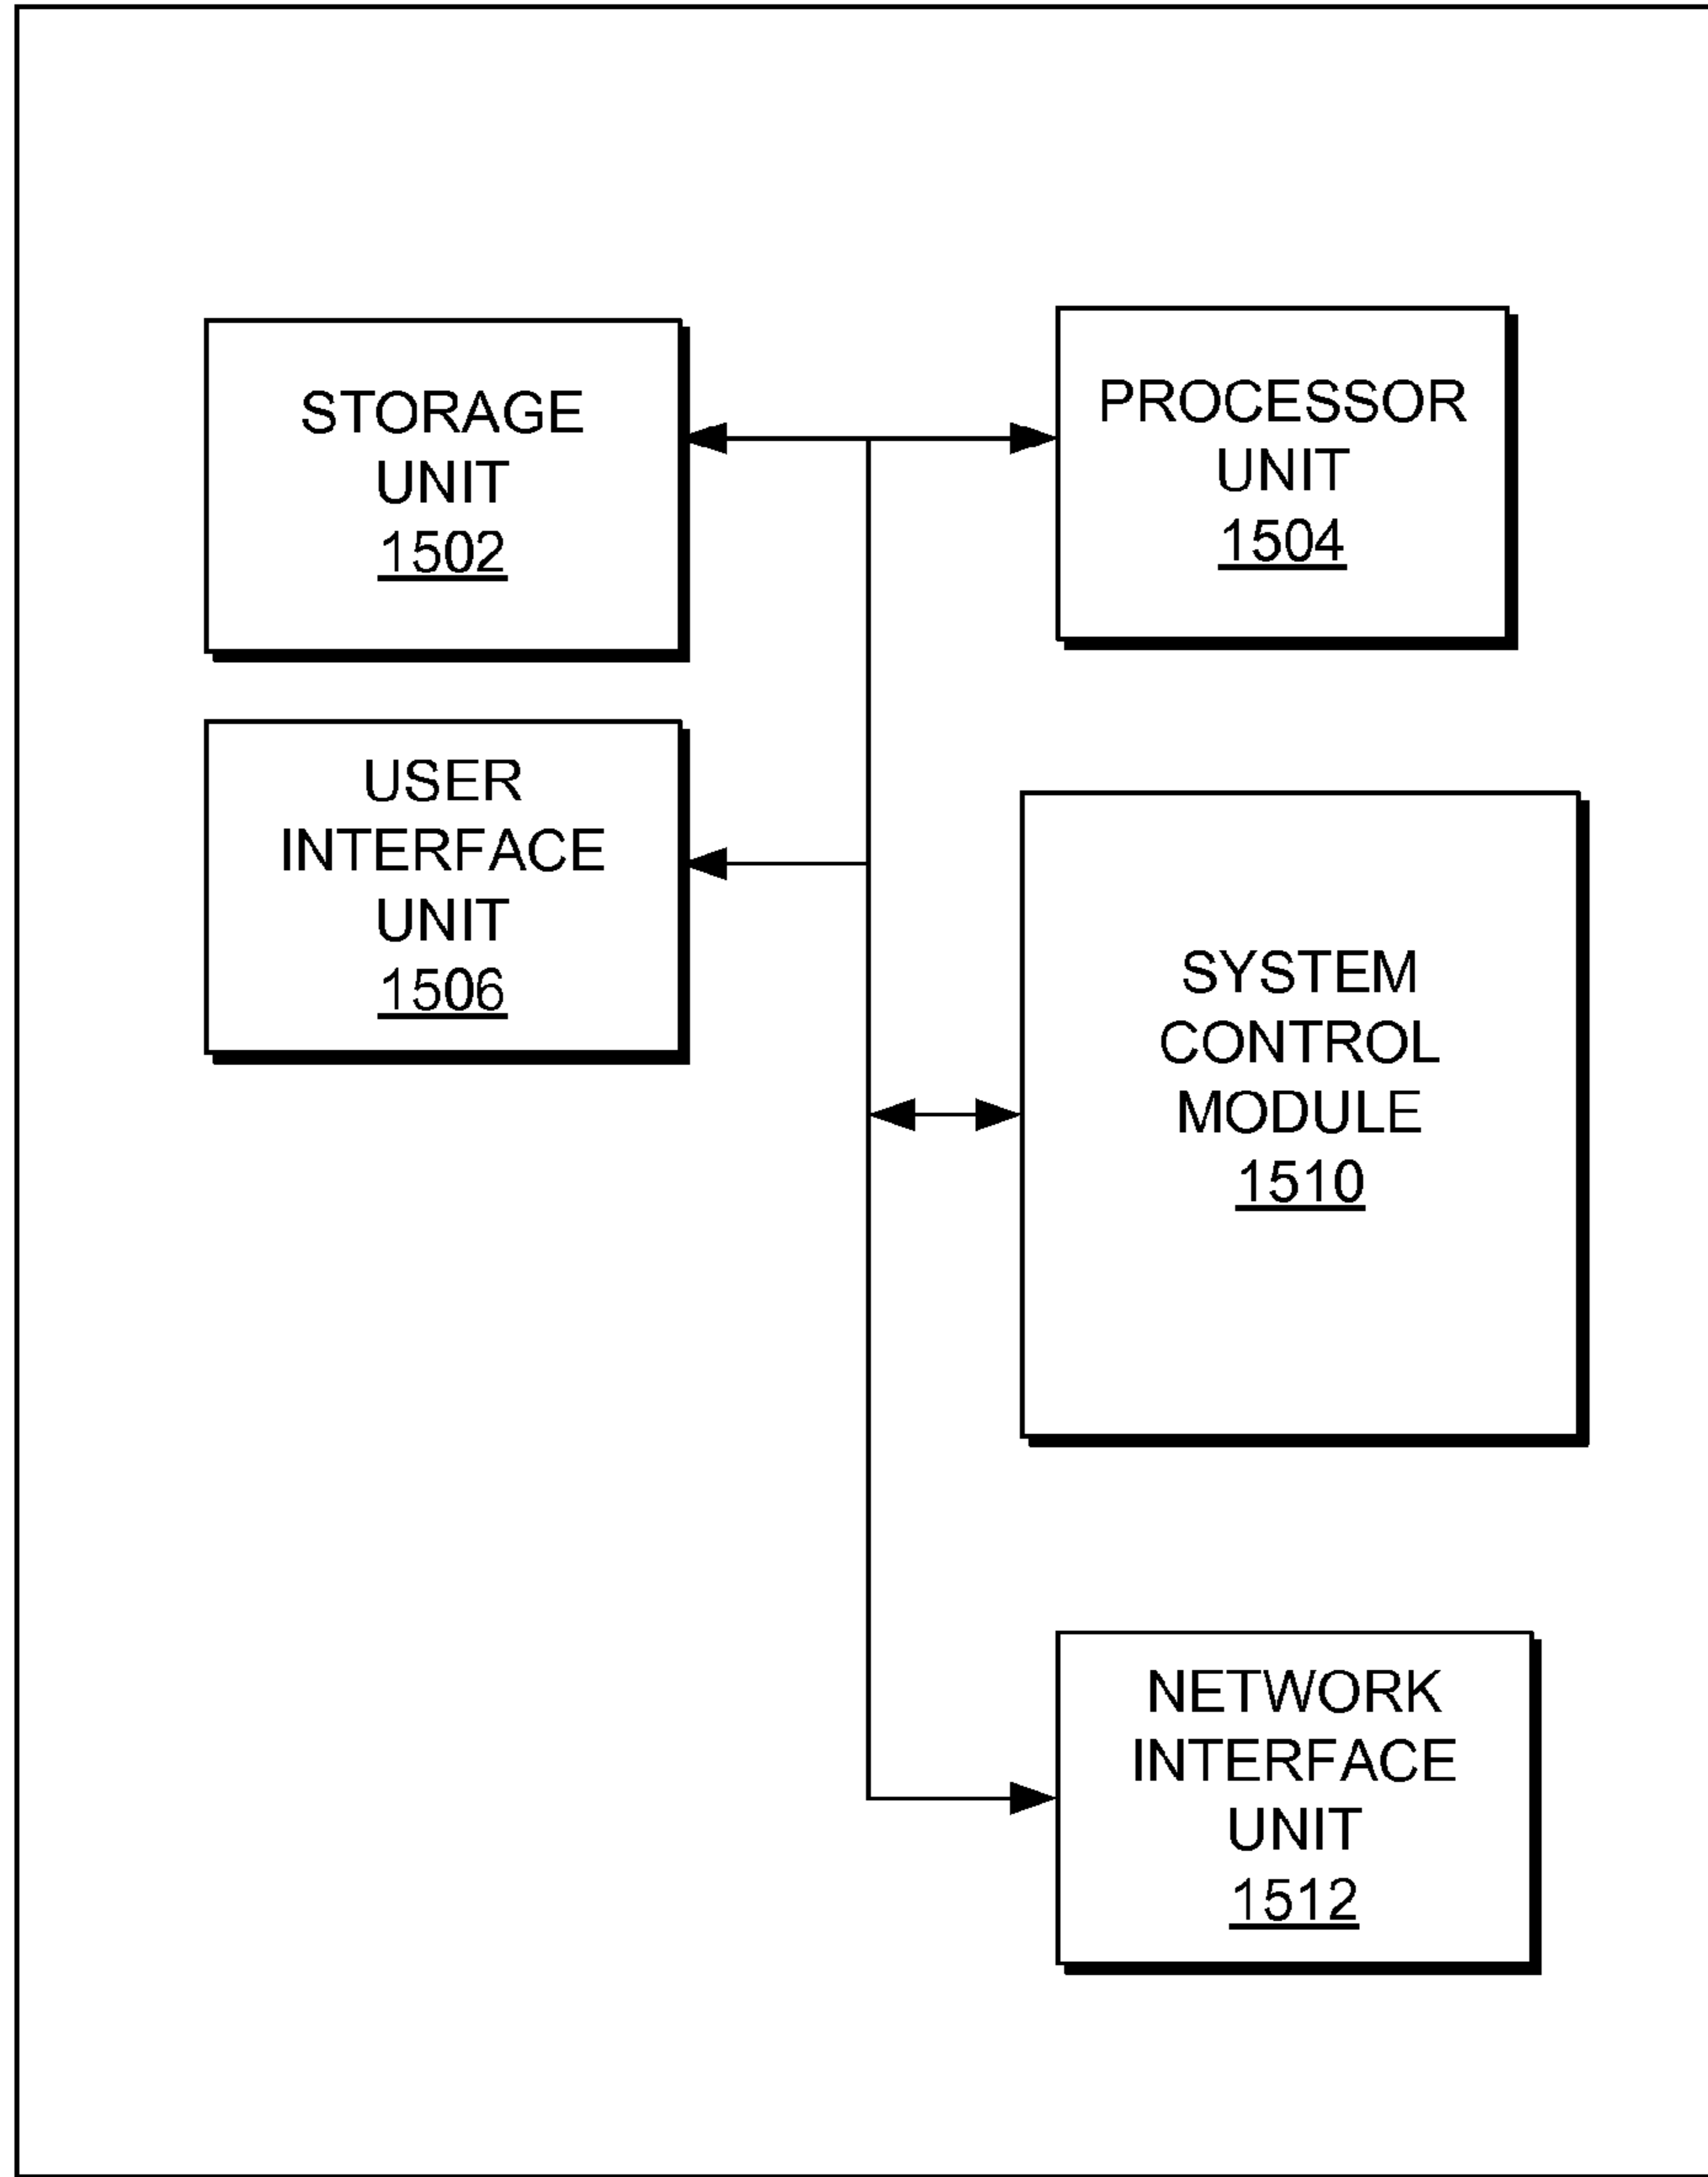 STORAGE
UNIT
1502
PROCESSOR
UNIT
1504
USER
INTERFACE
UNIT
1506
SYSTEM
CONTROL
MODULE
1510
NETWORK
INTERFACE
UNIT
1512